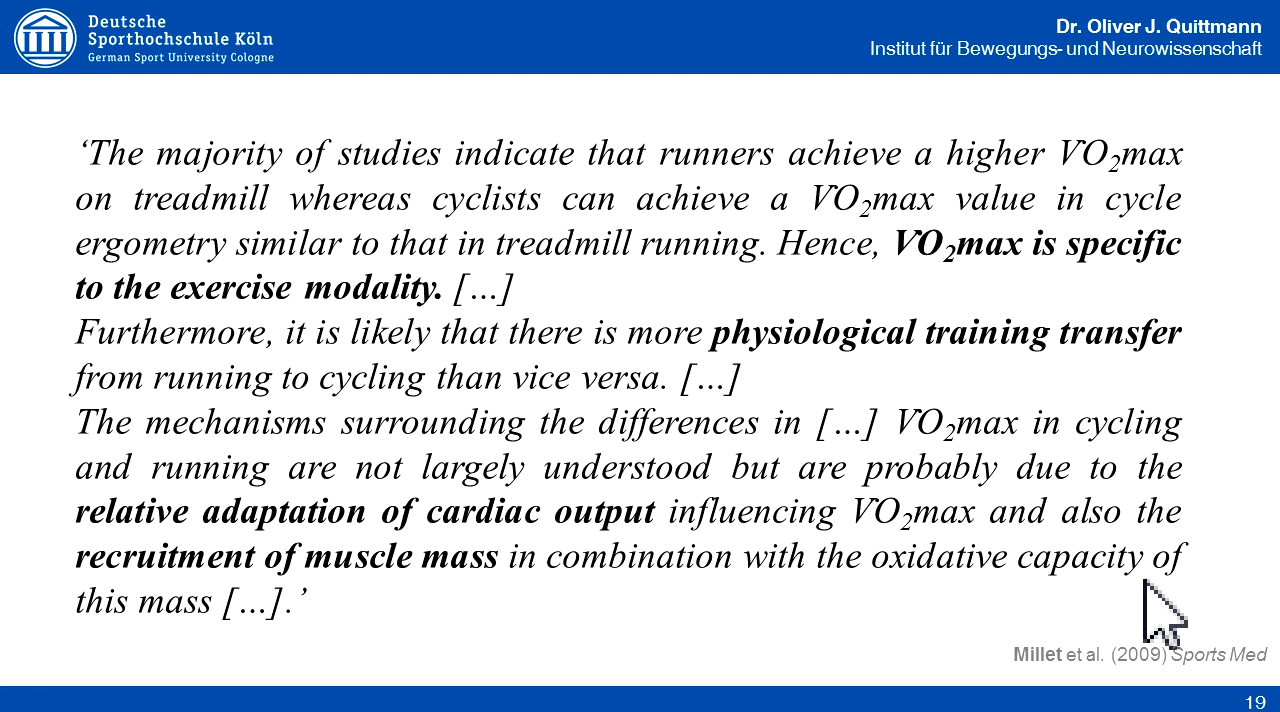 Deutsche
Sporthochschule Köln
German Sport University Cologne
Dr. Oliver J. Quittmann
Institut für Bewegungs- und Neurowissenschaft
‘The majority of studies indicate that runners achieve a higher V̇O₂max
on treadmill whereas cyclists can achieve a V̇O₂max value in cycle
ergometry similar to that in treadmill running. Hence, V̇O₂max is specific
to the exercise modality. […]
Furthermore, it is likely that there is more physiological training transfer
from running to cycling than vice versa. […]
The mechanisms surrounding the differences in […] V̇O₂max in cycling
and running are not largely understood but are probably due to the
relative adaptation of cardiac output influencing V̇O₂max and also the
recruitment of muscle mass in combination with the oxidative capacity of
this mass […].’
Millet et al. (2009) Sports Med
19